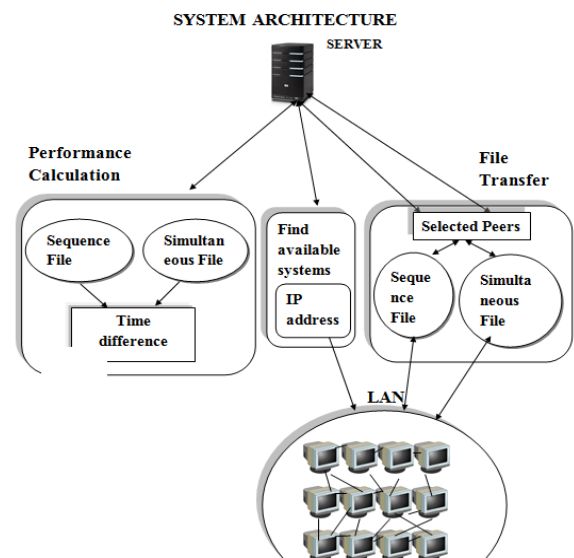 SYSTEM ARCHITECTURE
SERVER
Performance
Calculation
File
Transfer
Sequence
File
Simultan
eous File
Time
difference
Find
available
systems
IP
address
Selected Peers
Seque
nce
File
Simulta
neous
File
LAN